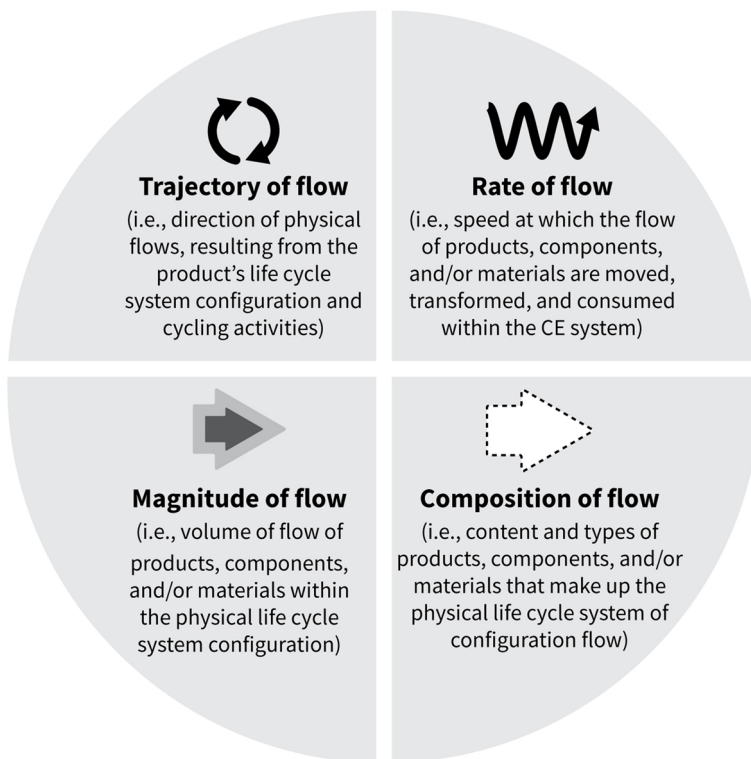 Trajectory of flow
(i.e., direction of physical
flows, resulting from the
product’s life cycle
system configuration and
cycling activities)
Rate of flow
(i.e., speed at which the flow
of products, components,
and/or materials are moved,
transformed, and consumed
within the CE system)
Magnitude of flow
(i.e., volume of flow of
products, components,
and/or materials within
the physical life cycle
system configuration)
Composition of flow
(i.e., content and types of
products, components, and/or
materials that make up the
physical life cycle system of
configuration flow)